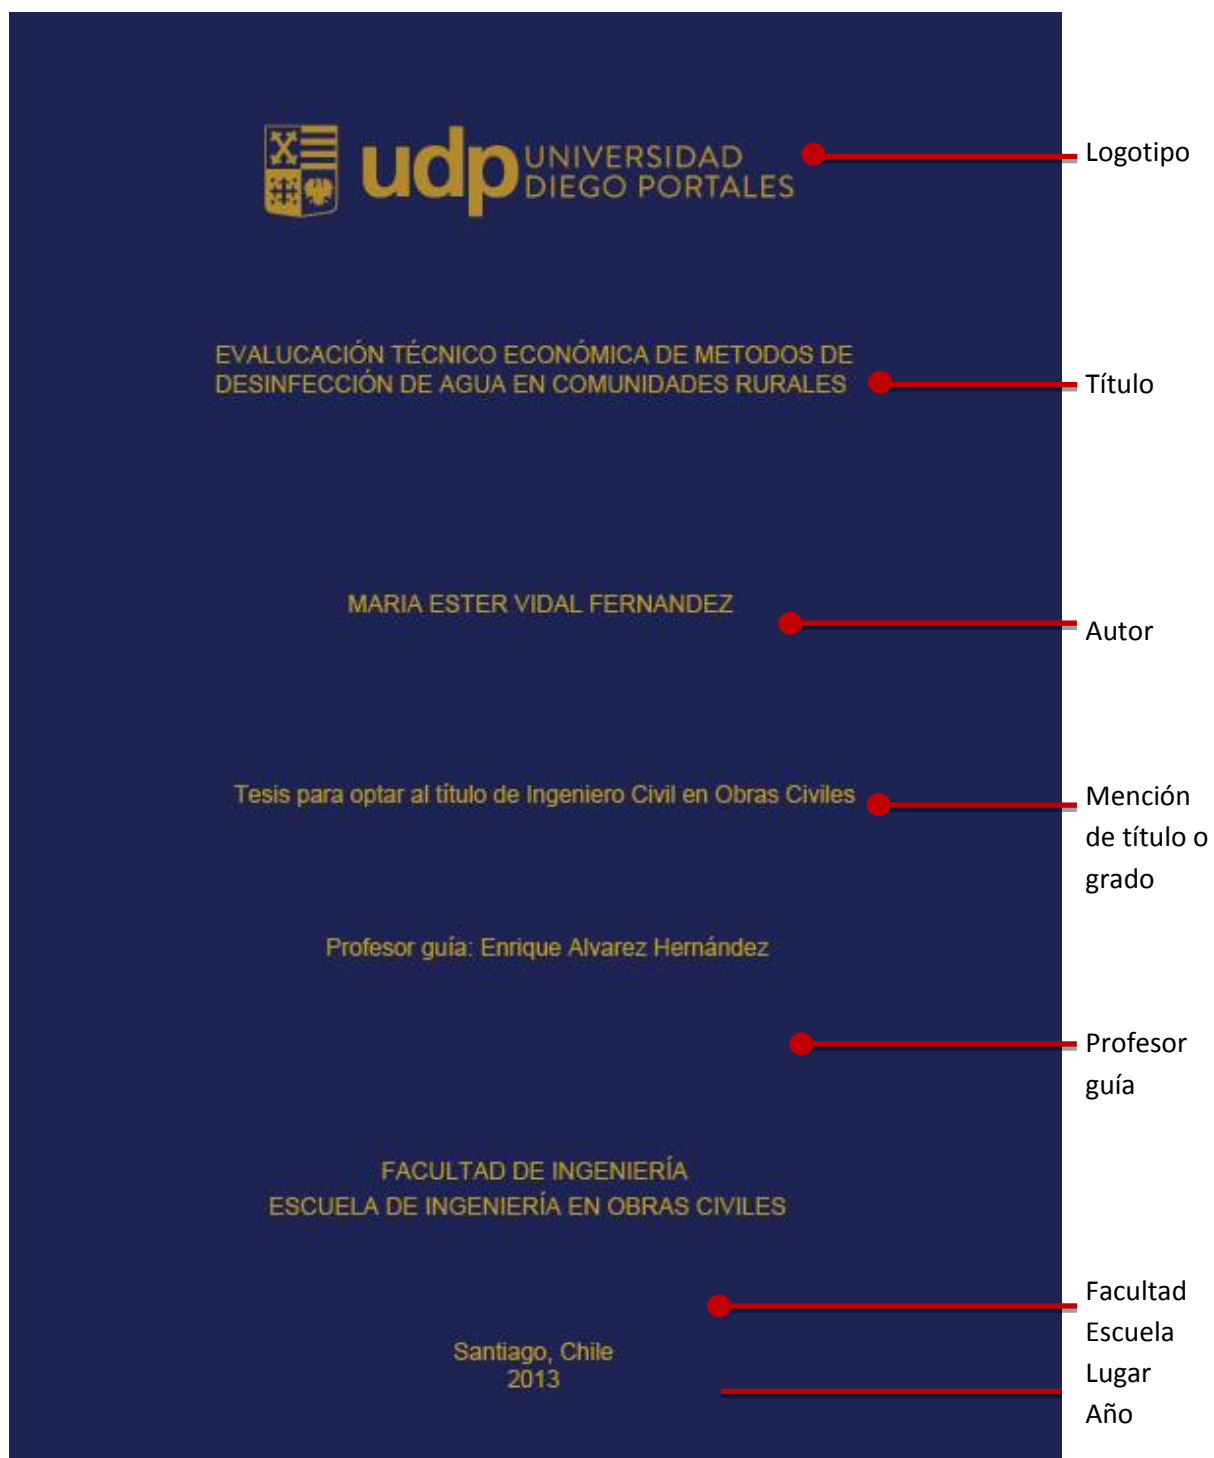 udp UNIVERSIDAD
DIEGO PORTALES
Logotipo
EVALUCACIÓN TÉCNICO ECONÓMICA DE METODOS DE
DESINFECCIÓN DE AGUA EN COMUNIDADES RURALES
Título
MARIA ESTER VIDAL FERNANDEZ
Autor
Tesis para optar al título de Ingeniero Civil en Obras Civiles
Mención
de título o
grado
Profesor guía: Enrique Alvarez Hernández
Profesor
guía
FACULTAD DE INGENIERÍA
ESCUELA DE INGENIERÍA EN OBRAS CIVILES
Facultad
Escuela
Santiago, Chile
2013
Lugar
Año